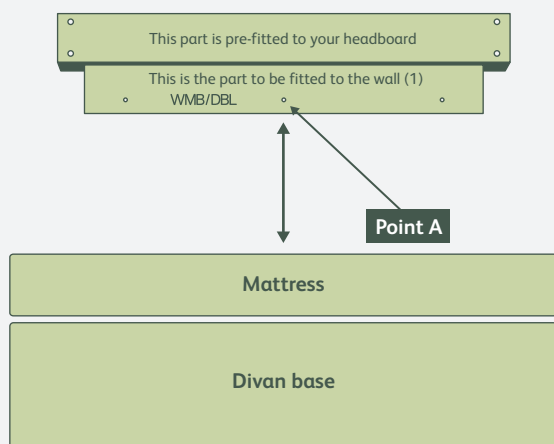 This part is pre-fitted to your headboard
This is the part to be fitted to the wall (1)
WMB/DBL
Point A
Mattress
Divan base